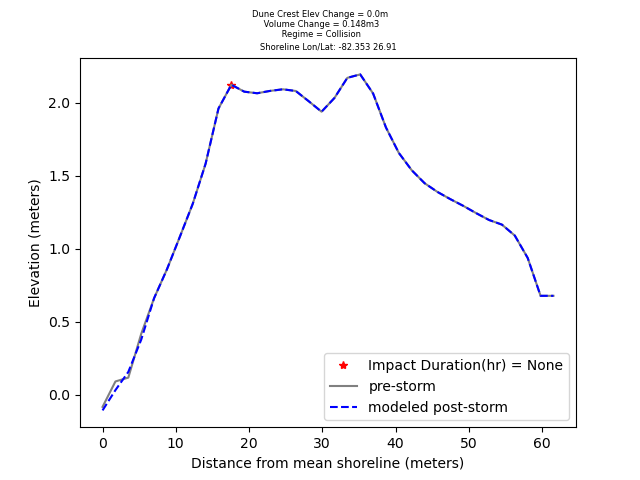 Dune Crest Elev Change = 0.0m
Volume Change = 0.148m3
Regime = Collision
Shoreline Lon/Lat: -82.353 26.91
2.0
1.5
1.0
0.5
0.0
Elevation (meters)
Impact Duration(hr) = None
pre-storm
modeled post-storm
0 10 20 30 40 50 60
Distance from mean shoreline (meters)